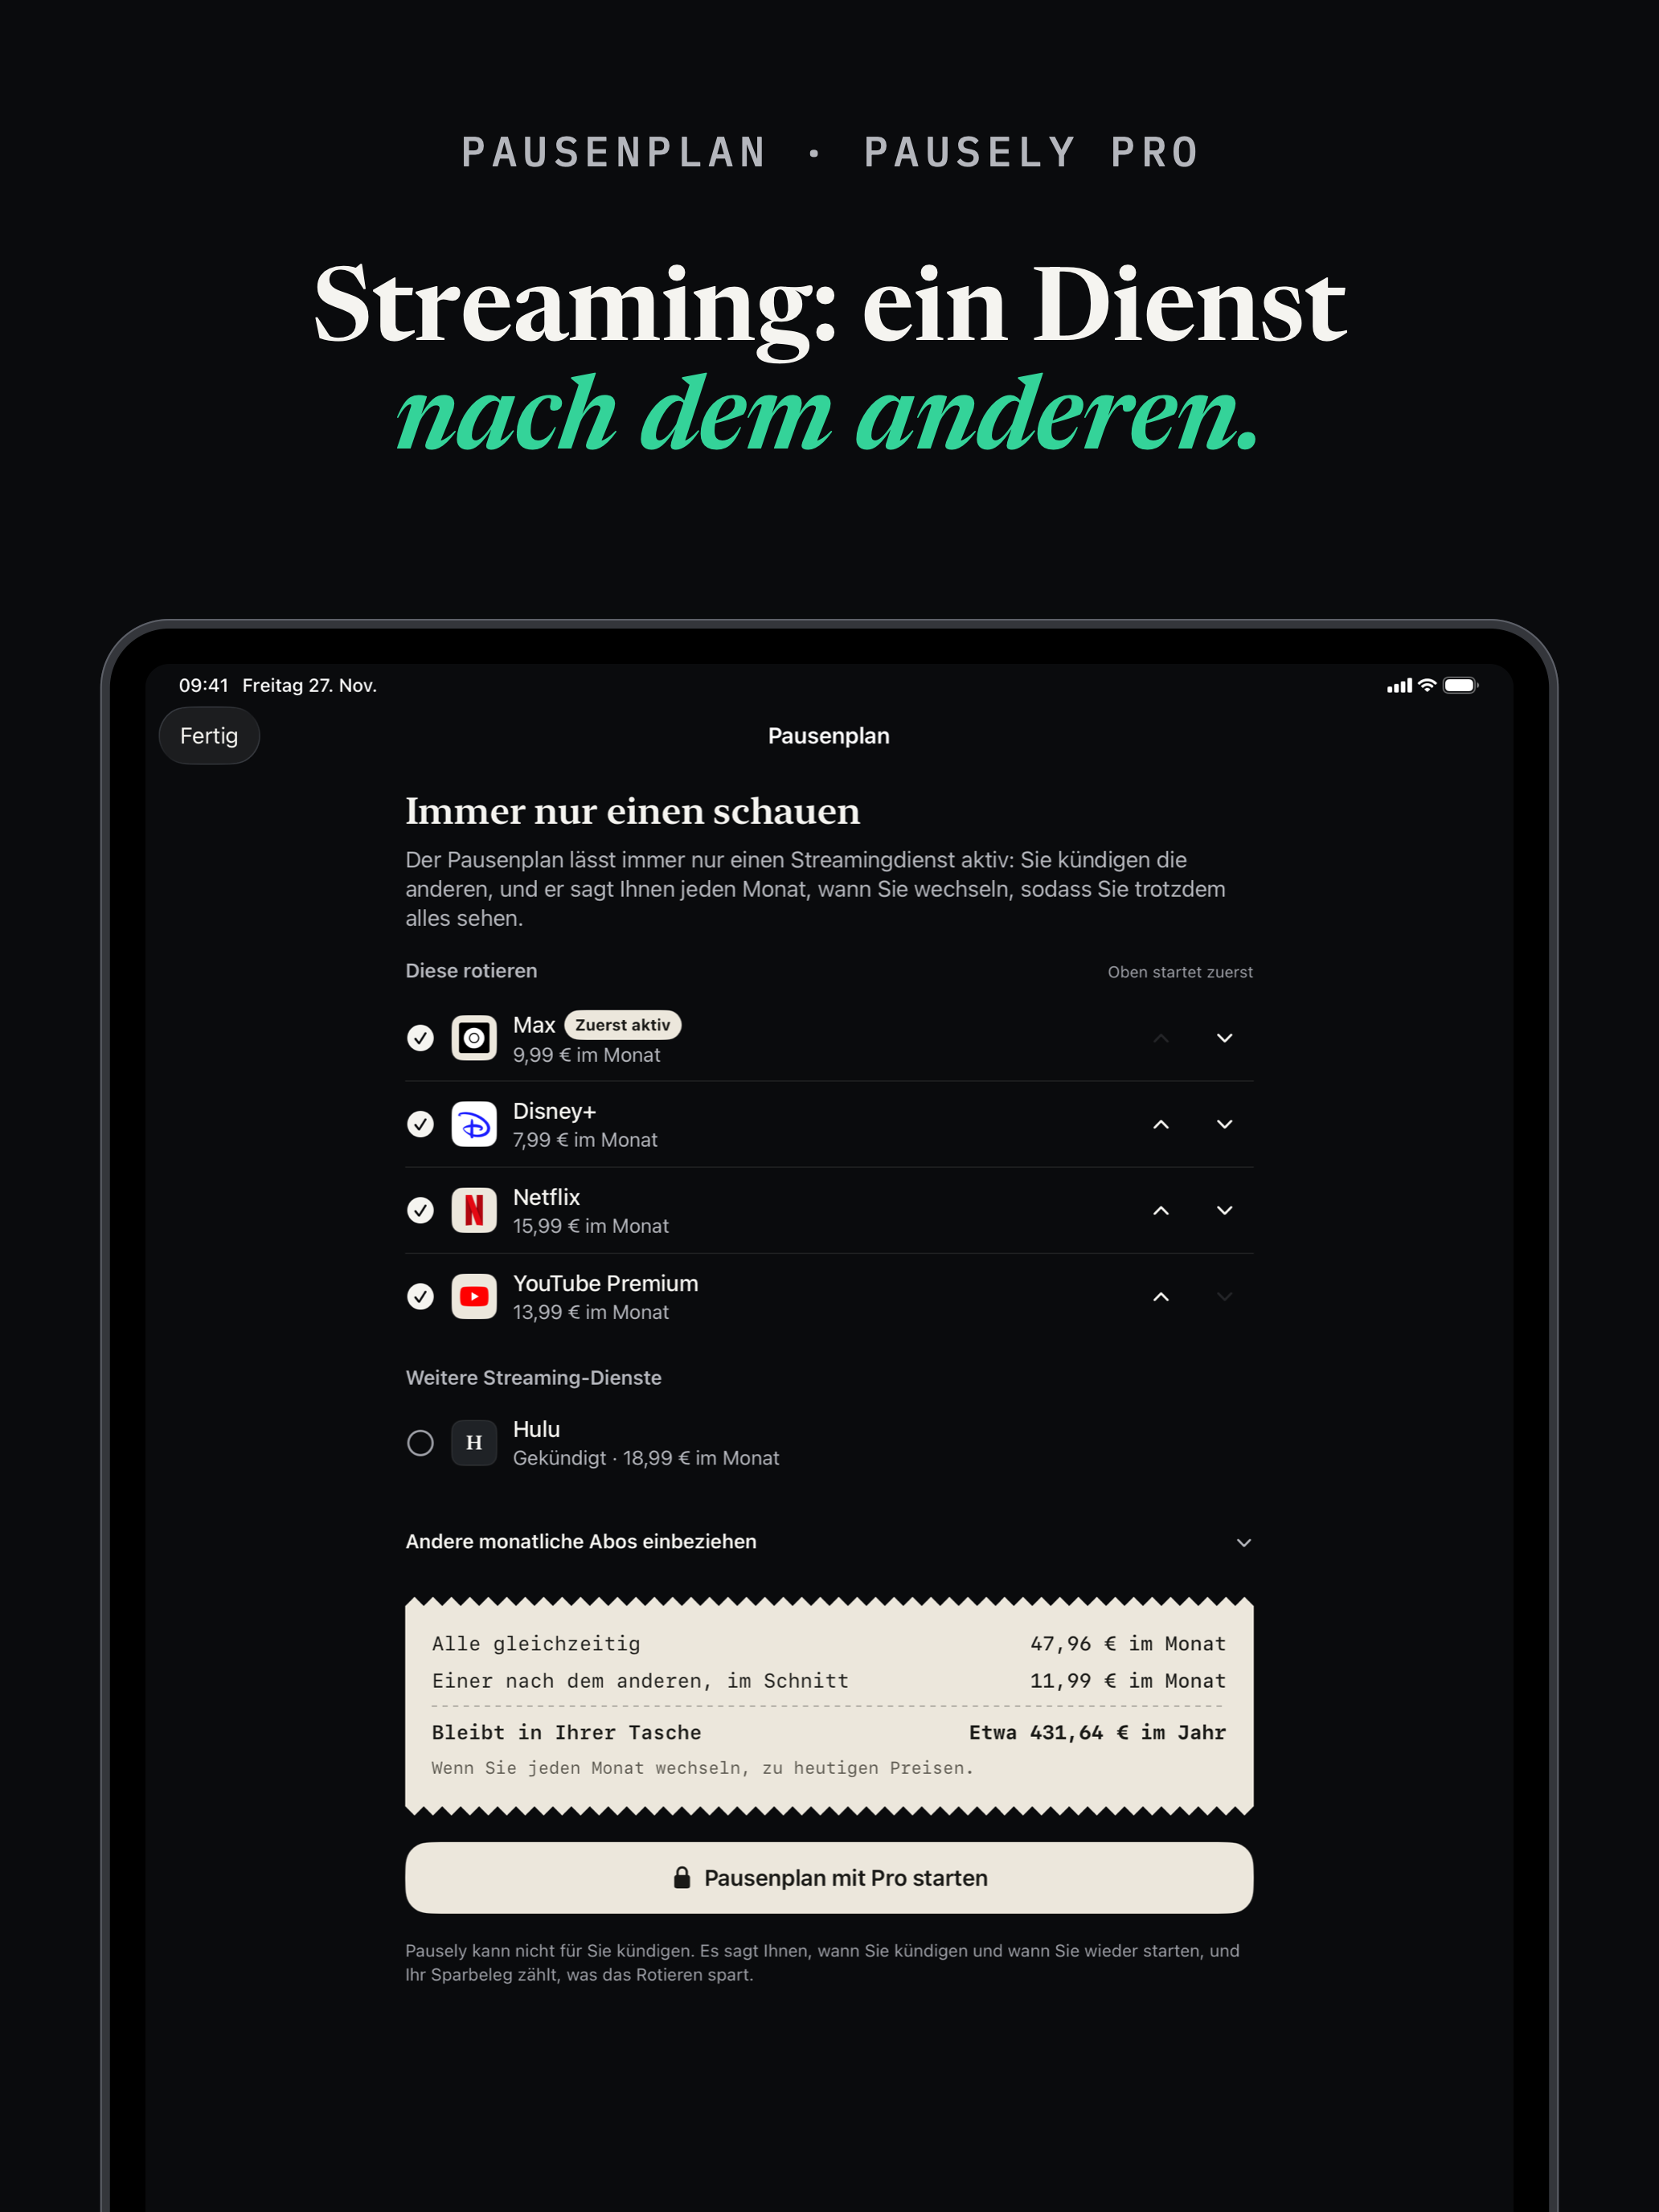 PAUSENPLAN · PAUSELY PRO
Streaming: ein Dienst
nach dem anderen.
09:41 Freitag 27. Nov.
Fertig
Pausenplan
Immer nur einen schauen
Der Pausenplan lässt immer nur einen Streamingdienst aktiv: Sie kündigen die
anderen, und er sagt Ihnen jeden Monat, wann Sie wechseln, sodass Sie trotzdem
alles sehen.
Diese rotieren
Oben startet zuerst
Max Zuerst aktiv
9,99 € im Monat
Disney+
7,99 € im Monat
Netflix
15,99 € im Monat
YouTube Premium
13,99 € im Monat
Weitere Streaming-Dienste
H
Hulu
Gekündigt · 18,99 € im Monat
Andere monatliche Abos einbeziehen
Alle gleichzeitig 47,96 € im Monat
Einer nach dem anderen, im Schnitt 11,99 € im Monat
Bleibt in Ihrer Tasche Etwa 431,64 € im Jahr
Wenn Sie jeden Monat wechseln, zu heutigen Preisen.
Pausenplan mit Pro starten
Pausely kann nicht für Sie kündigen. Es sagt Ihnen, wann Sie kündigen und wann Sie wieder starten, und
Ihr Sparbeleg zählt, was das Rotieren spart.